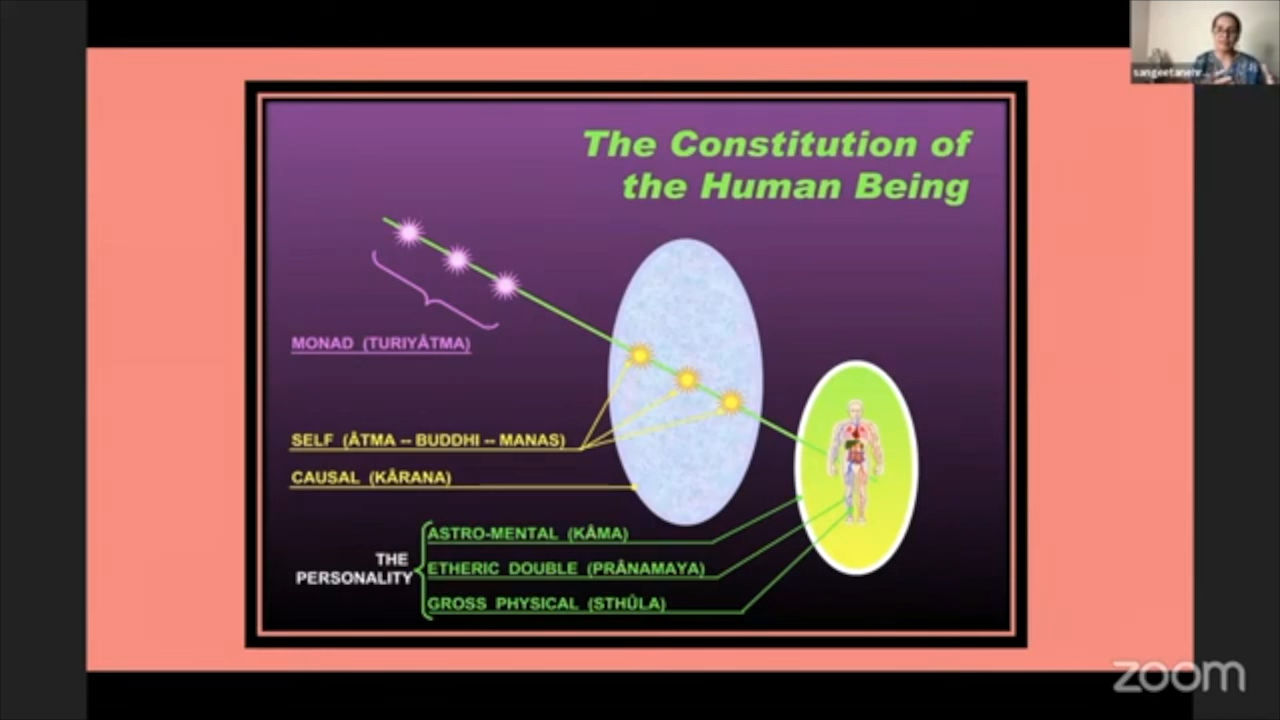 The Constitution of
the Human Being
MONAD (TURIYÂTMA)
SELF (ÂTMA -- BUDDHI -- MANAS)
CAUSAL (KÂRANA)
THE
PERSONALITY
ASTRO-MENTAL (KÂMA)
ETHERIC DOUBLE (PRÂNAMAYA)
GROSS PHYSICAL (STHÛLA)
zoom